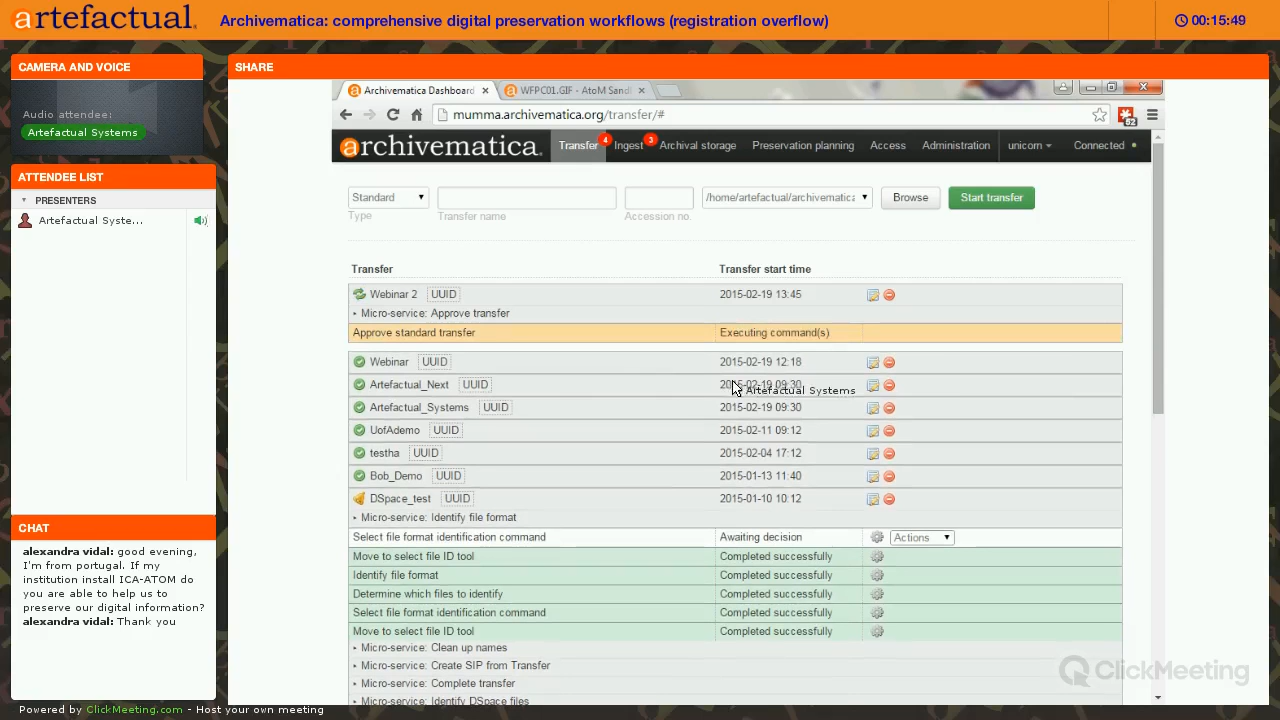 artefactual.
Archivematica: comprehensive digital preservation workflows (registration overflow)
00:15:49
CAMERA AND VOICE
Audio attendee:
Artefactual Systems
ATTENDEE LIST
PRESENTERS
Artefactual Syste...
CHAT
alexandra vidal: good evening,
I'm from portugal. If my
institution install ICA-ATOM do
you are able to help us to
preserve our digital information?
alexandra vidal: Thank you
SHARE
Archivematica Dashboard
WFPC01.GIF - AtoM Sandl
mumma.archivematica.org/transfer/#
62
archivematica.
Transfer 4
Ingest 3
Archival storage
Preservation planning
Access
Administration
unicorn
Connected
Standard
/home/artefactual/archivematica
Browse
Start transfer
Type
Transfer name
Accession no.
Transfer
Transfer start time
Webinar 2 UUID 2015-02-19 13:45
Micro-service: Approve transfer
Approve standard transfer Executing command(s)
Webinar UUID 2015-02-19 12:18
Artefactual_Next UUID 2015-02-19 09:30
Artefactual Systems
Artefactual_Systems UUID 2015-02-19 09:30
UofAdemo UUID 2015-02-11 09:12
testha UUID 2015-02-04 17:12
Bob_Demo UUID 2015-01-13 11:40
DSpace_test UUID 2015-01-10 10:12
Micro-service: Identify file format
Select file format identification command Awaiting decision Actions
Move to select file ID tool Completed successfully
Identify file format Completed successfully
Determine which files to identify Completed successfully
Select file format identification command Completed successfully
Move to select file ID tool Completed successfully
Micro-service: Clean up names
Micro-service: Create SIP from Transfer
Micro-service: Complete transfer
Micro-service: Identify DSpace files
ClickMeeting
Powered by ClickMeeting.com - Host your own meeting